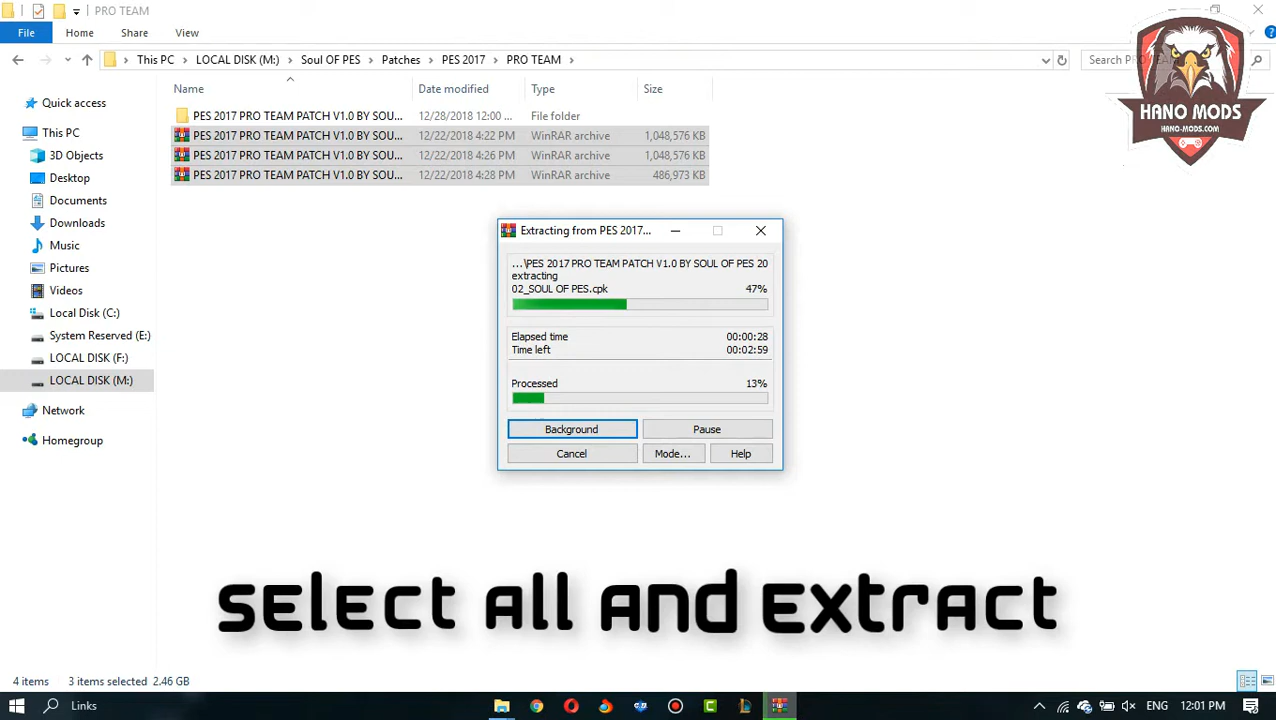 PRO TEAM
File Home Share View
This PC LOCAL DISK (M:) Soul OF PES Patches PES 2017 PRO TEAM
Search PRO TEAM
HANO MODS
HANO-MODS.COM
Quick access
This PC
3D Objects
Desktop
Documents
Downloads
Music
Pictures
Videos
Local Disk (C:)
System Reserved (E:)
LOCAL DISK (F:)
LOCAL DISK (M:)
Network
Homegroup
Name Date modified Type Size
PES 2017 PRO TEAM PATCH V1.0 BY SOU... 12/28/2018 12:00 ... File folder
PES 2017 PRO TEAM PATCH V1.0 BY SOU... 12/22/2018 4:22 PM WinRAR archive 1,048,576 KB
PES 2017 PRO TEAM PATCH V1.0 BY SOU... 12/22/2018 4:26 PM WinRAR archive 1,048,576 KB
PES 2017 PRO TEAM PATCH V1.0 BY SOU... 12/22/2018 4:28 PM WinRAR archive 486,973 KB
Extracting from PES 2017...
...\PES 2017 PRO TEAM PATCH V1.0 BY SOUL OF PES 20
extracting
02_SOUL OF PES.cpk 47%
Elapsed time 00:00:28
Time left 00:02:59
Processed 13%
Background Pause
Cancel Mode... Help
SELECT ALL AND EXTRACT
4 items 3 items selected 2.46 GB
Links ENG 12:01 PM